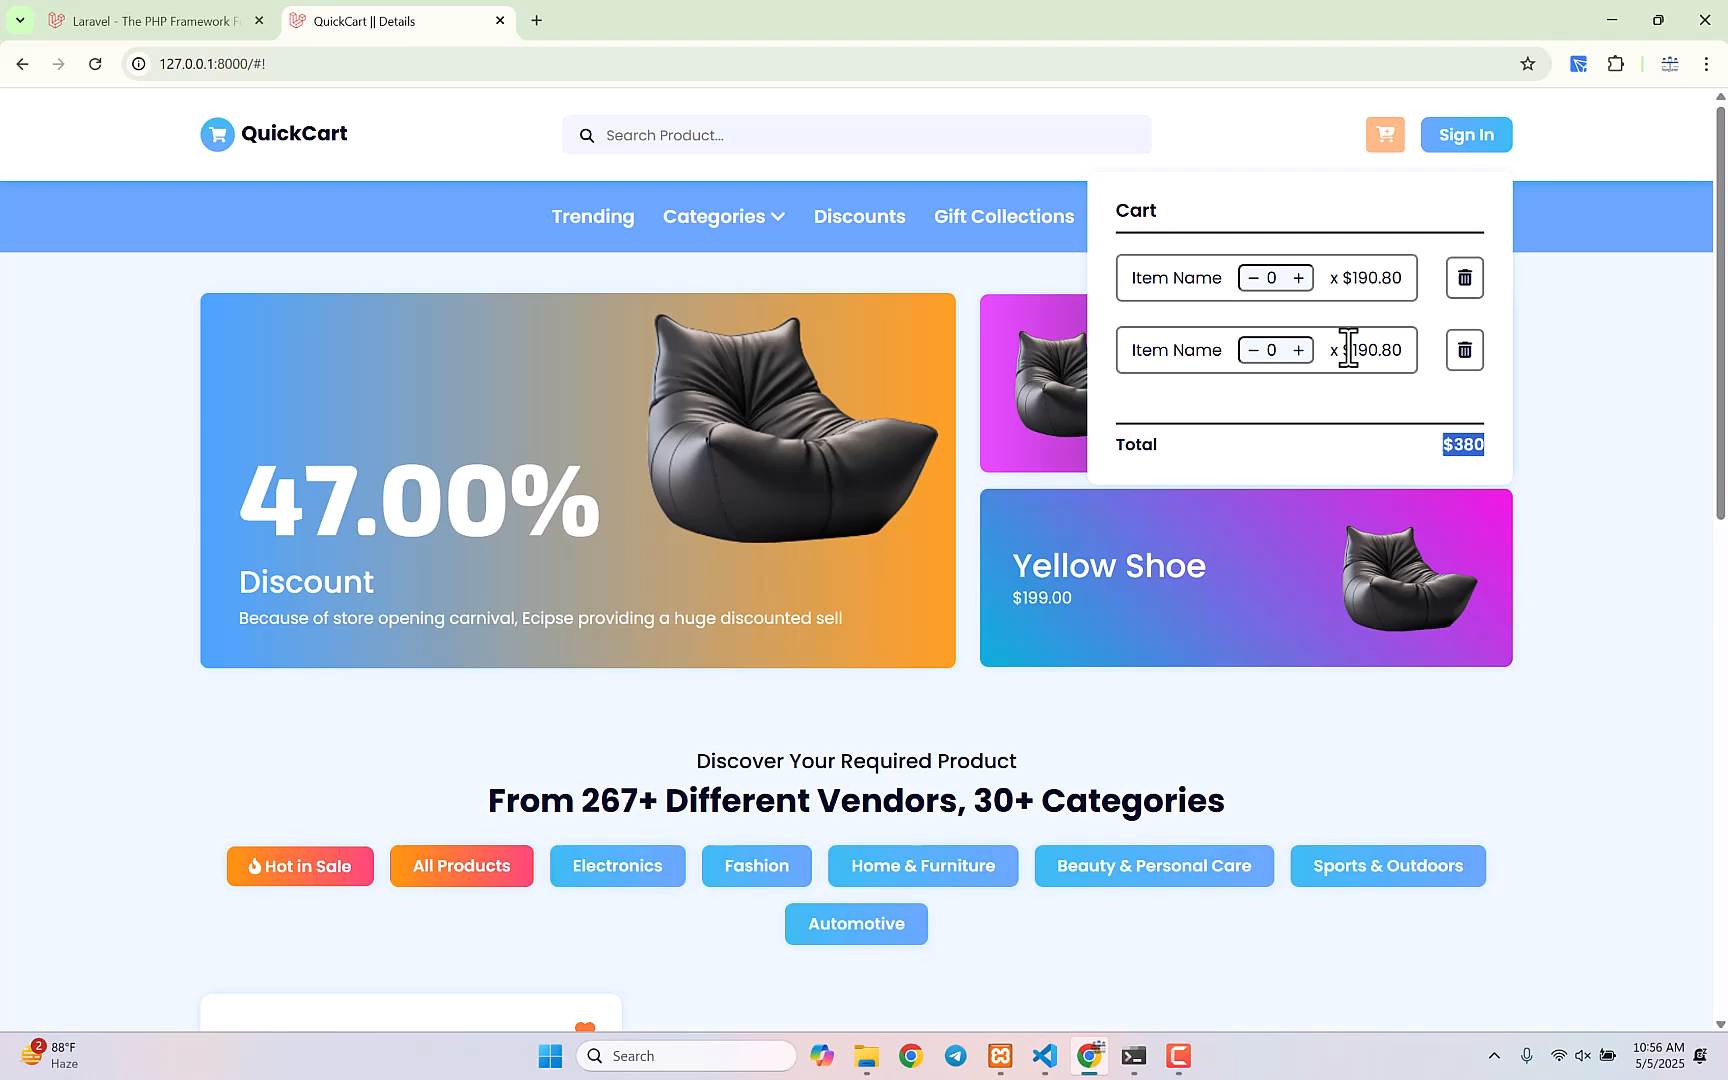 Laravel - The PHP Framework F
QuickCart || Details
127.0.0.1:8000/#!
QuickCart
Search Product...
Sign In
Trending
Categories
Discounts
Gift Collections
Cart
Item Name − 0 + x $190.80
Item Name − 0 + x $190.80
Total $380
47.00%
Discount
Because of store opening carnival, Ecipse providing a huge discounted sell
Yellow Shoe
$199.00
Discover Your Required Product
From 267+ Different Vendors, 30+ Categories
Hot in Sale
All Products
Electronics
Fashion
Home & Furniture
Beauty & Personal Care
Sports & Outdoors
Automotive
2
88°F
Haze
Search
10:56 AM
5/5/2025